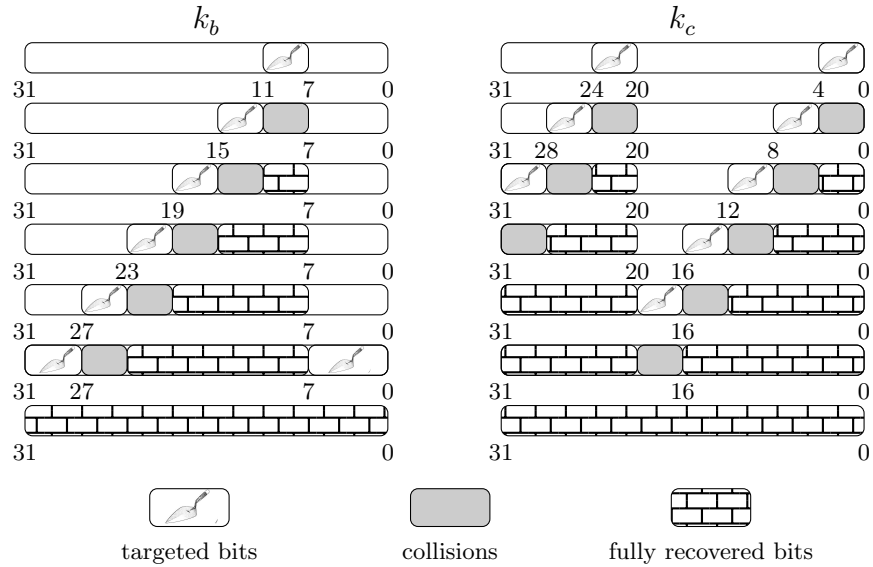 k_b k_c
31 11 7 0 31 24 20 4 0
31 15 7 0 31 28 20 8 0
31 19 7 0 31 20 12 0
31 23 7 0 31 20 16 0
31 27 7 0 31 16 0
31 27 7 0 31 16 0
31 0 31 0
targeted bits collisions fully recovered bits